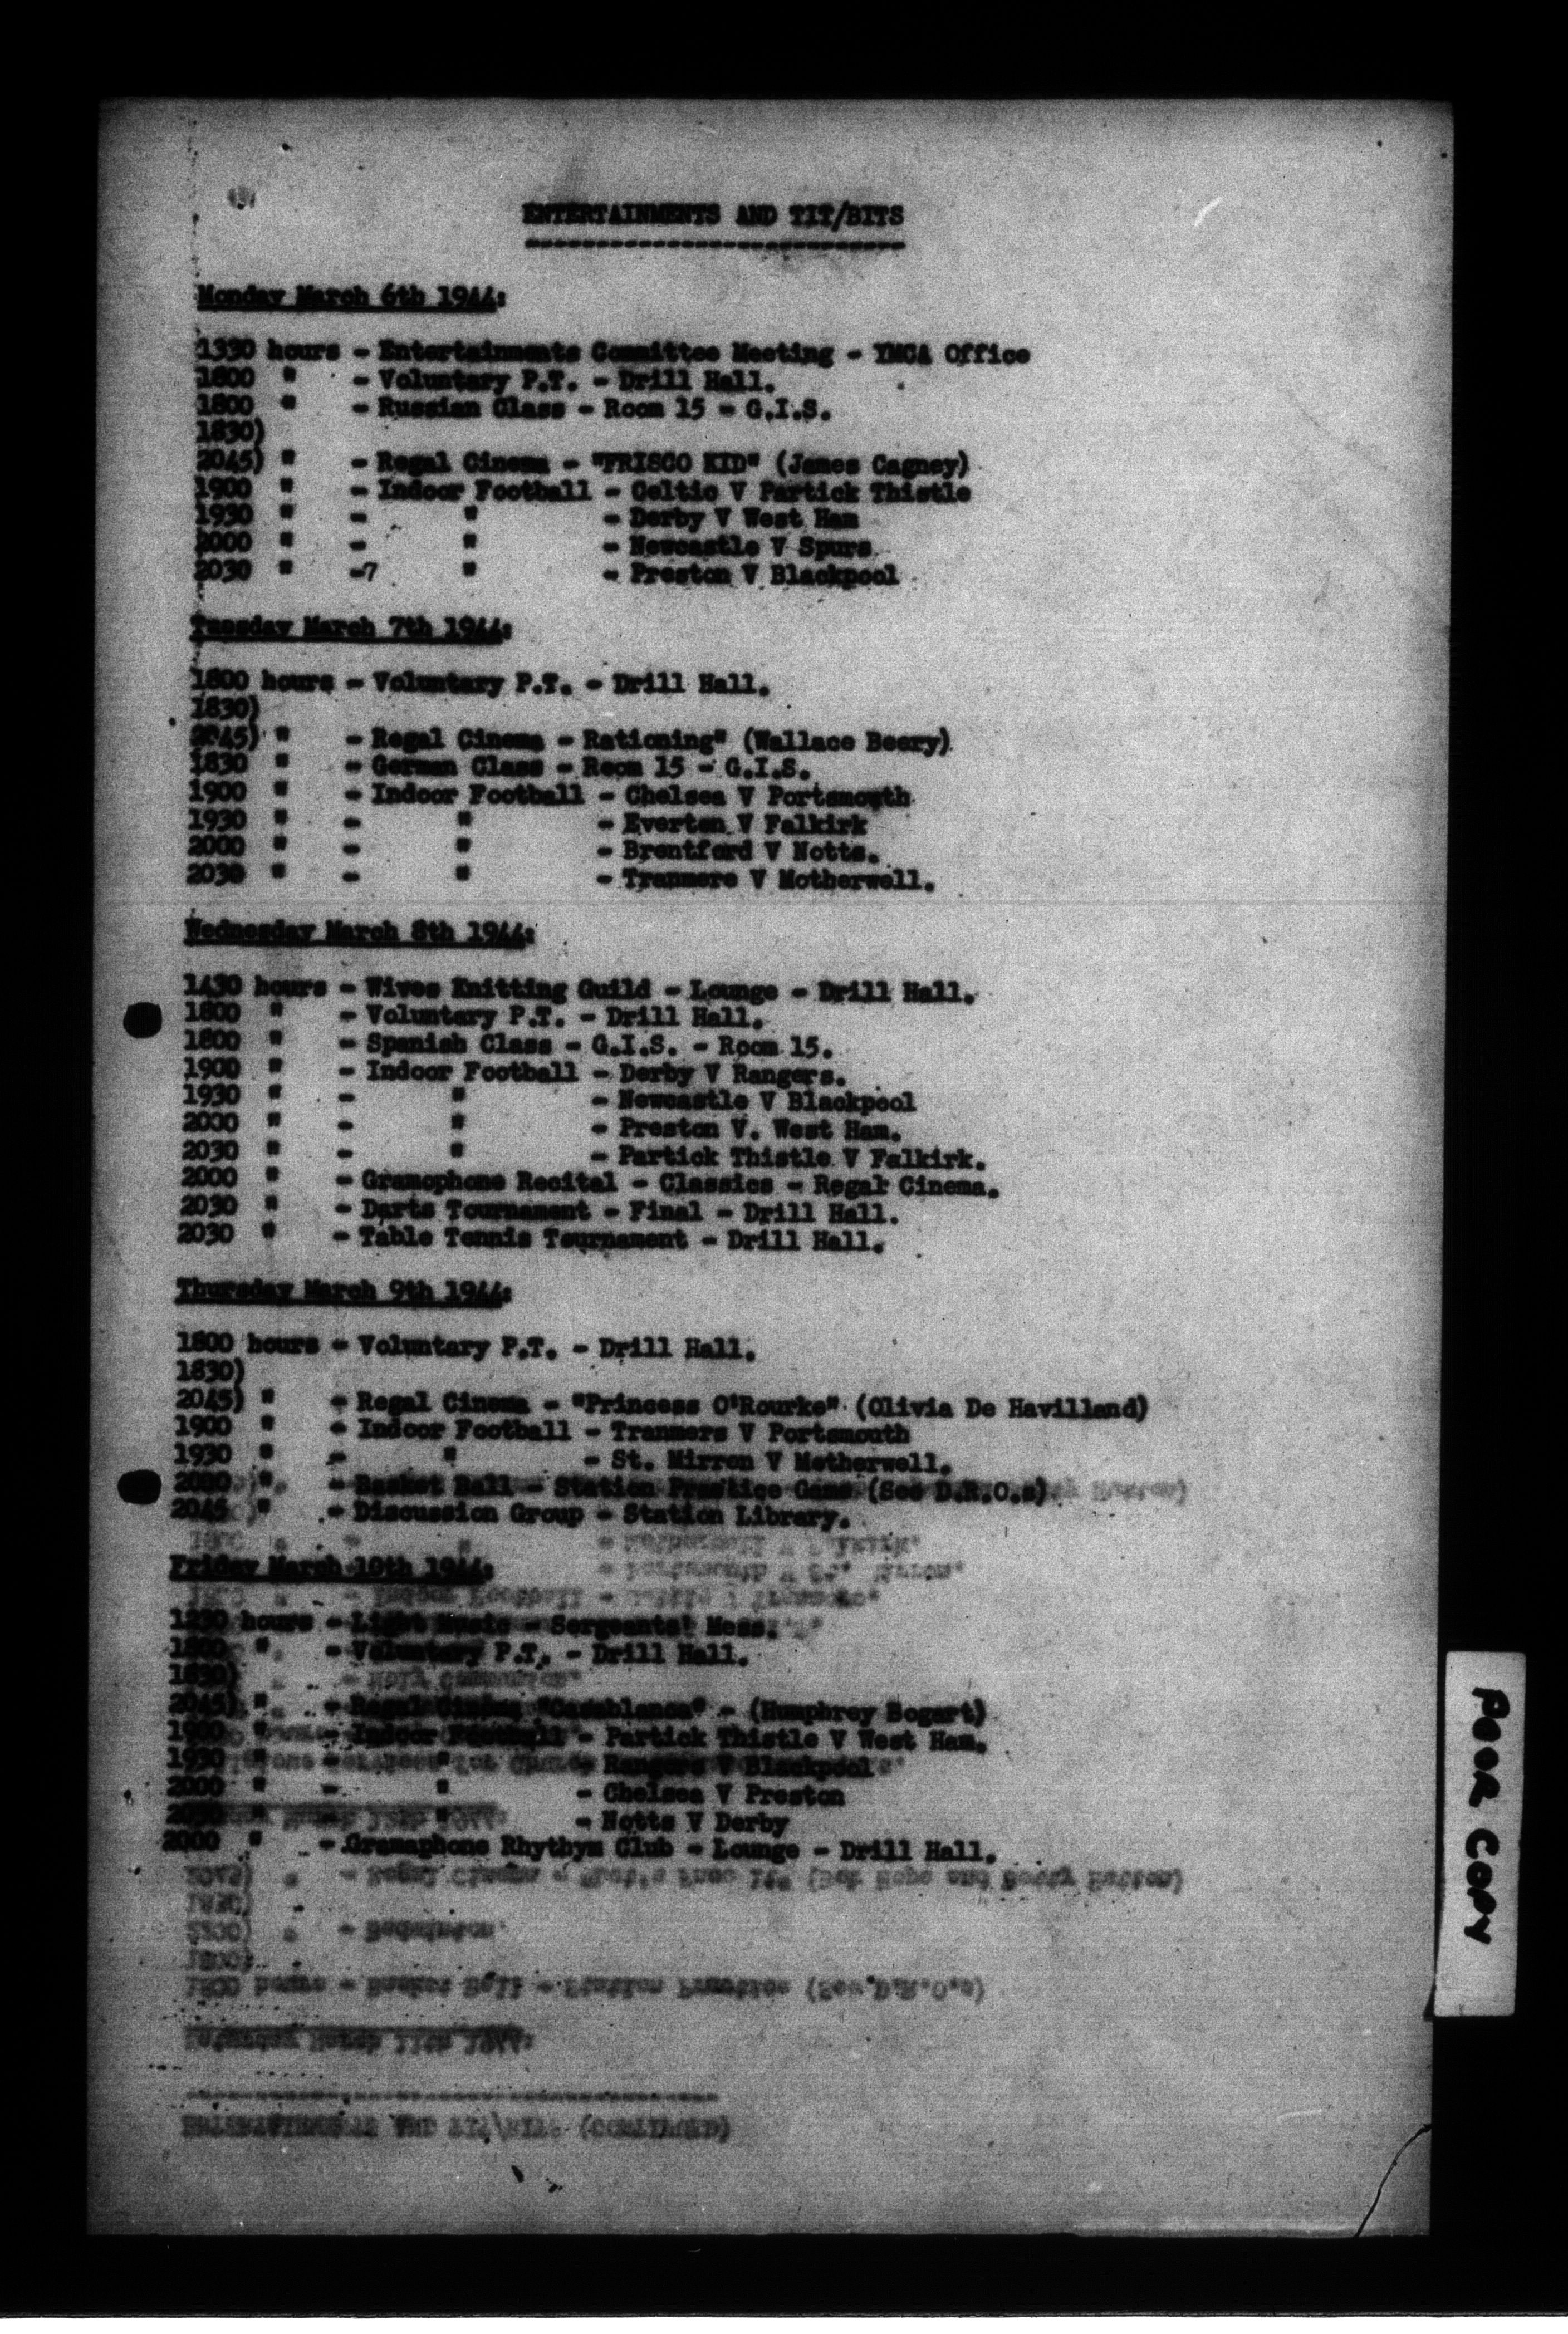 ENTERTAINMENTS AND TIT/BITS
Monday March 6th 1944:
1330 hours - Entertainments Committee Meeting - YMCA Office
1800 " - Voluntary P.T. - Drill Hall.
1800 " - Russian Class - Room 15 - G.I.S.
1830)
2045) " - Regal Cinema - "FRISCO KID" (James Cagney)
1900 " - Indoor Football - Celtic V Partick Thistle
1930 " - " - Derby V West Ham
2000 " - " - Newcastle V Spurs
2030 " -7 " - Preston V Blackpool
Tuesday March 7th 1944:
1800 hours - Voluntary P.T. - Drill Hall.
1830)
2045) " - Regal Cinema - Rationing" (Wallace Beery)
1830 " - German Class - Room 15 - G.I.S.
1900 " - Indoor Football - Chelsea V Portsmouth
1930 " - " - Everton V Falkirk
2000 " - " - Brentford V Notts.
2030 " - " - Tranmere V Motherwell.
Wednesday March 8th 1944:
1430 hours - Wives Knitting Guild - Lounge - Drill Hall.
1800 " - Voluntary P.T. - Drill Hall.
1800 " - Spanish Class - G.I.S. - Room 15.
1900 " - Indoor Football - Derby V Rangers.
1930 " - " - Newcastle V Blackpool
2000 " - " - Preston V. West Ham.
2030 " - " - Partick Thistle V Falkirk.
2000 " - Gramophone Recital - Classics - Regal Cinema.
2030 " - Darts Tournament - Final - Drill Hall.
2030 " - Table Tennis Tournament - Drill Hall.
Thursday March 9th 1944:
1800 hours - Voluntary P.T. - Drill Hall.
1830)
2045) " - Regal Cinema - "Princess O'Rourke" (Olivia De Havilland)
1900 " - Indoor Football - Tranmere V Portsmouth
1930 " - " - St. Mirren V Motherwell.
2000 " - Basket Ball - Station Practice Game (See D.R.O.s)
2045 " - Discussion Group - Station Library.
Friday March 10th 1944:
1230 hours - Light Music - Sergeants' Mess.
1800 " - Voluntary P.T. - Drill Hall.
1830)
2045) " - Regal Cinema "Casablanca" - (Humphrey Bogart)
1900 " - Indoor Football - Partick Thistle V West Ham.
1930 " - " - Rangers V Blackpool
2000 " - " - Chelsea V Preston
2030 " - " - Notts V Derby
2000 " - Gramaphone Rhythym Club - Lounge - Drill Hall.
POOR COPY